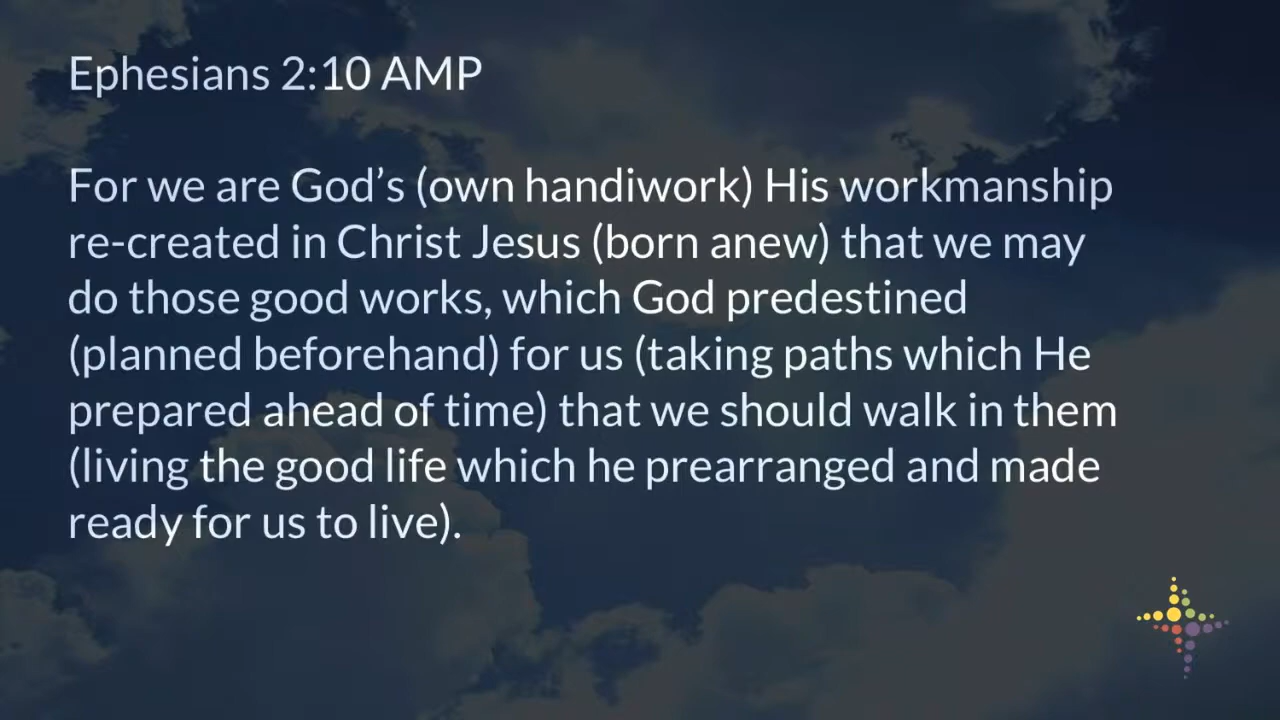 Ephesians 2:10 AMP
For we are God’s (own handiwork) His workmanship
re-created in Christ Jesus (born anew) that we may
do those good works, which God predestined
(planned beforehand) for us (taking paths which He
prepared ahead of time) that we should walk in them
(living the good life which he prearranged and made
ready for us to live).